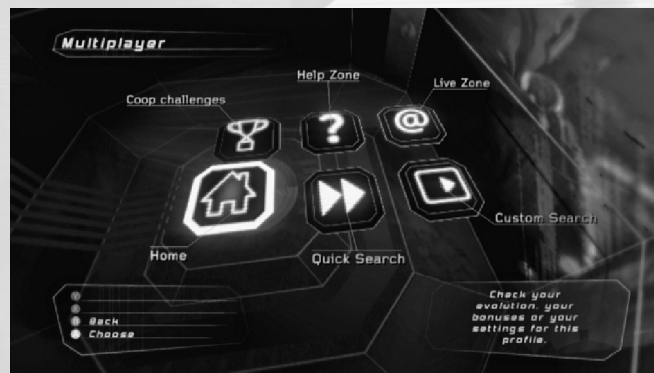 Multiplayer
Help Zone
Live Zone
Coop challenges
@
?
Custom Search
Home
Quick Search
Y
Back
Choose
Check your
evolution, your
bonuses or your
settings for this
profile.